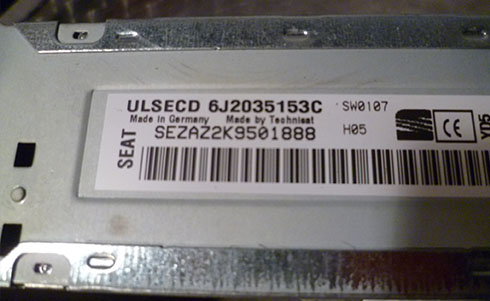 ULSECD 6J2035153C SW0107
Made in Germany Made by Technisat
SEZAZ2K9501888 H05
SEAT
CE